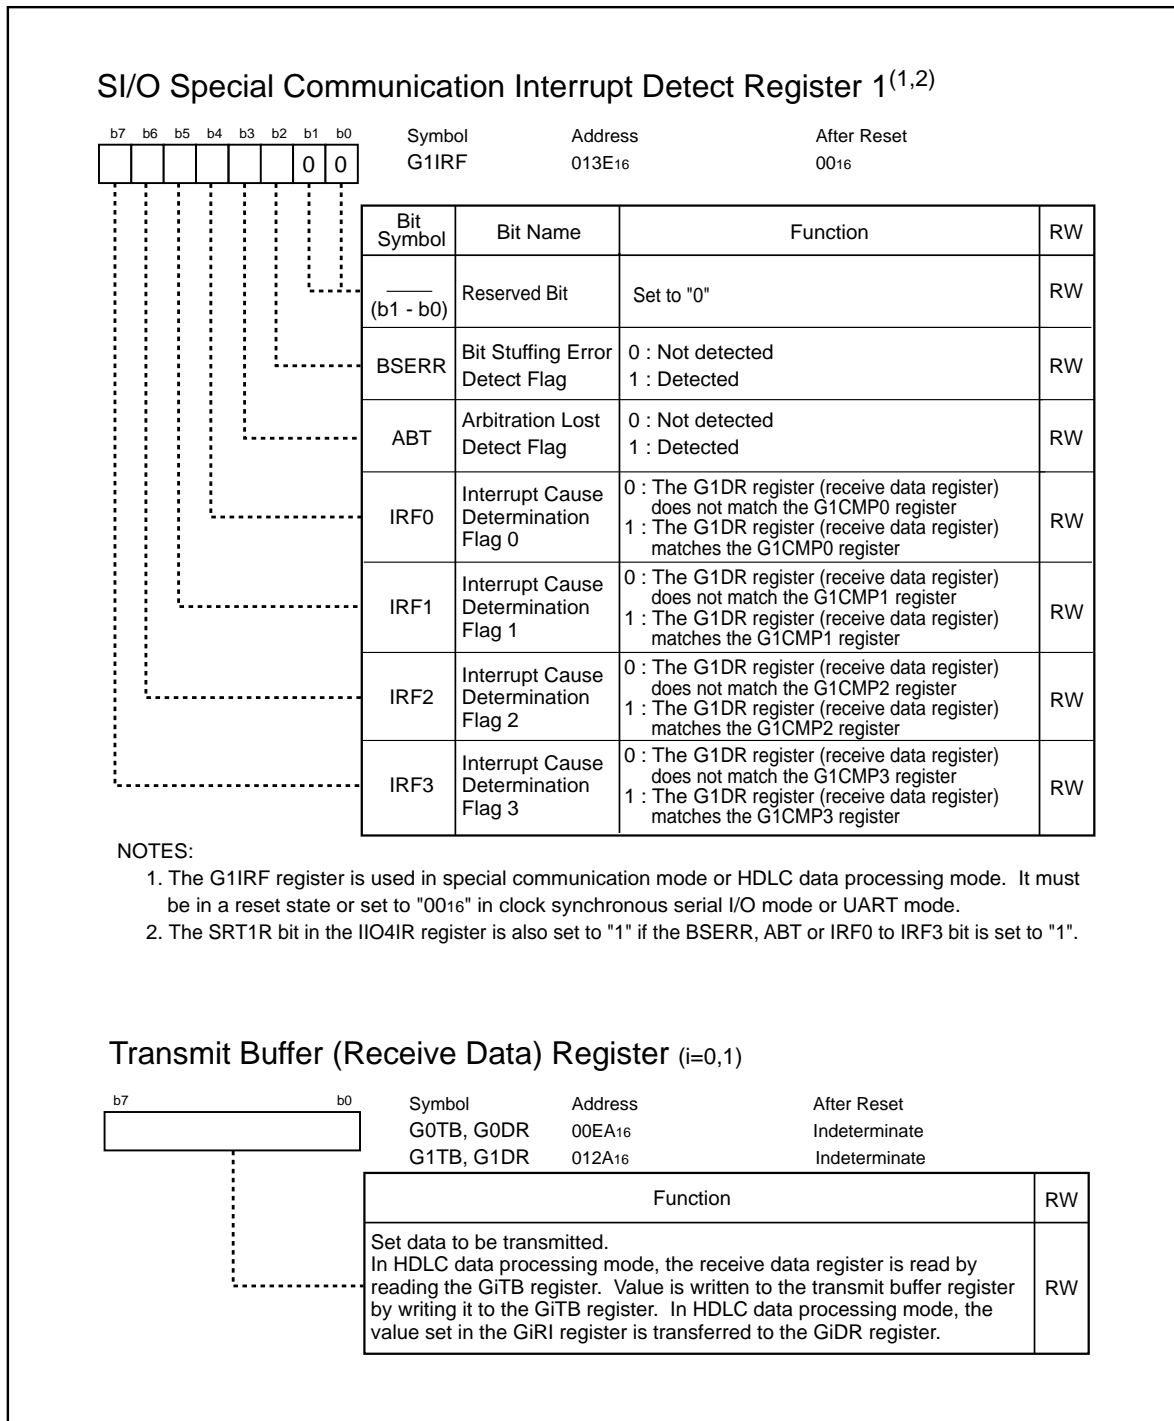 SI/O Special Communication Interrupt Detect Register 1(1,2)
b7 b6 b5 b4 b3 b2 b1 b0
0 0
Symbol Address After Reset
G1IRF 013E16 0016
Bit Symbol Bit Name Function RW
(b1 - b0) Reserved Bit Set to "0" RW
BSERR Bit Stuffing Error 0 : Not detected RW
Detect Flag 1 : Detected
ABT Arbitration Lost 0 : Not detected RW
Detect Flag 1 : Detected
IRF0 Interrupt Cause Determination Flag 0 RW
0 : The G1DR register (receive data register)
does not match the G1CMP0 register
1 : The G1DR register (receive data register)
matches the G1CMP0 register
IRF1 Interrupt Cause Determination Flag 1 RW
0 : The G1DR register (receive data register)
does not match the G1CMP1 register
1 : The G1DR register (receive data register)
matches the G1CMP1 register
IRF2 Interrupt Cause Determination Flag 2 RW
0 : The G1DR register (receive data register)
does not match the G1CMP2 register
1 : The G1DR register (receive data register)
matches the G1CMP2 register
IRF3 Interrupt Cause Determination Flag 3 RW
0 : The G1DR register (receive data register)
does not match the G1CMP3 register
1 : The G1DR register (receive data register)
matches the G1CMP3 register
NOTES:
1. The G1IRF register is used in special communication mode or HDLC data processing mode. It must
be in a reset state or set to "0016" in clock synchronous serial I/O mode or UART mode.
2. The SRT1R bit in the IIO4IR register is also set to "1" if the BSERR, ABT or IRF0 to IRF3 bit is set to "1".
Transmit Buffer (Receive Data) Register (i=0,1)
b7 b0
Symbol Address After Reset
G0TB, G0DR 00EA16 Indeterminate
G1TB, G1DR 012A16 Indeterminate
Function RW
Set data to be transmitted.
In HDLC data processing mode, the receive data register is read by
reading the GiTB register. Value is written to the transmit buffer register RW
by writing it to the GiTB register. In HDLC data processing mode, the
value set in the GiRI register is transferred to the GiDR register.